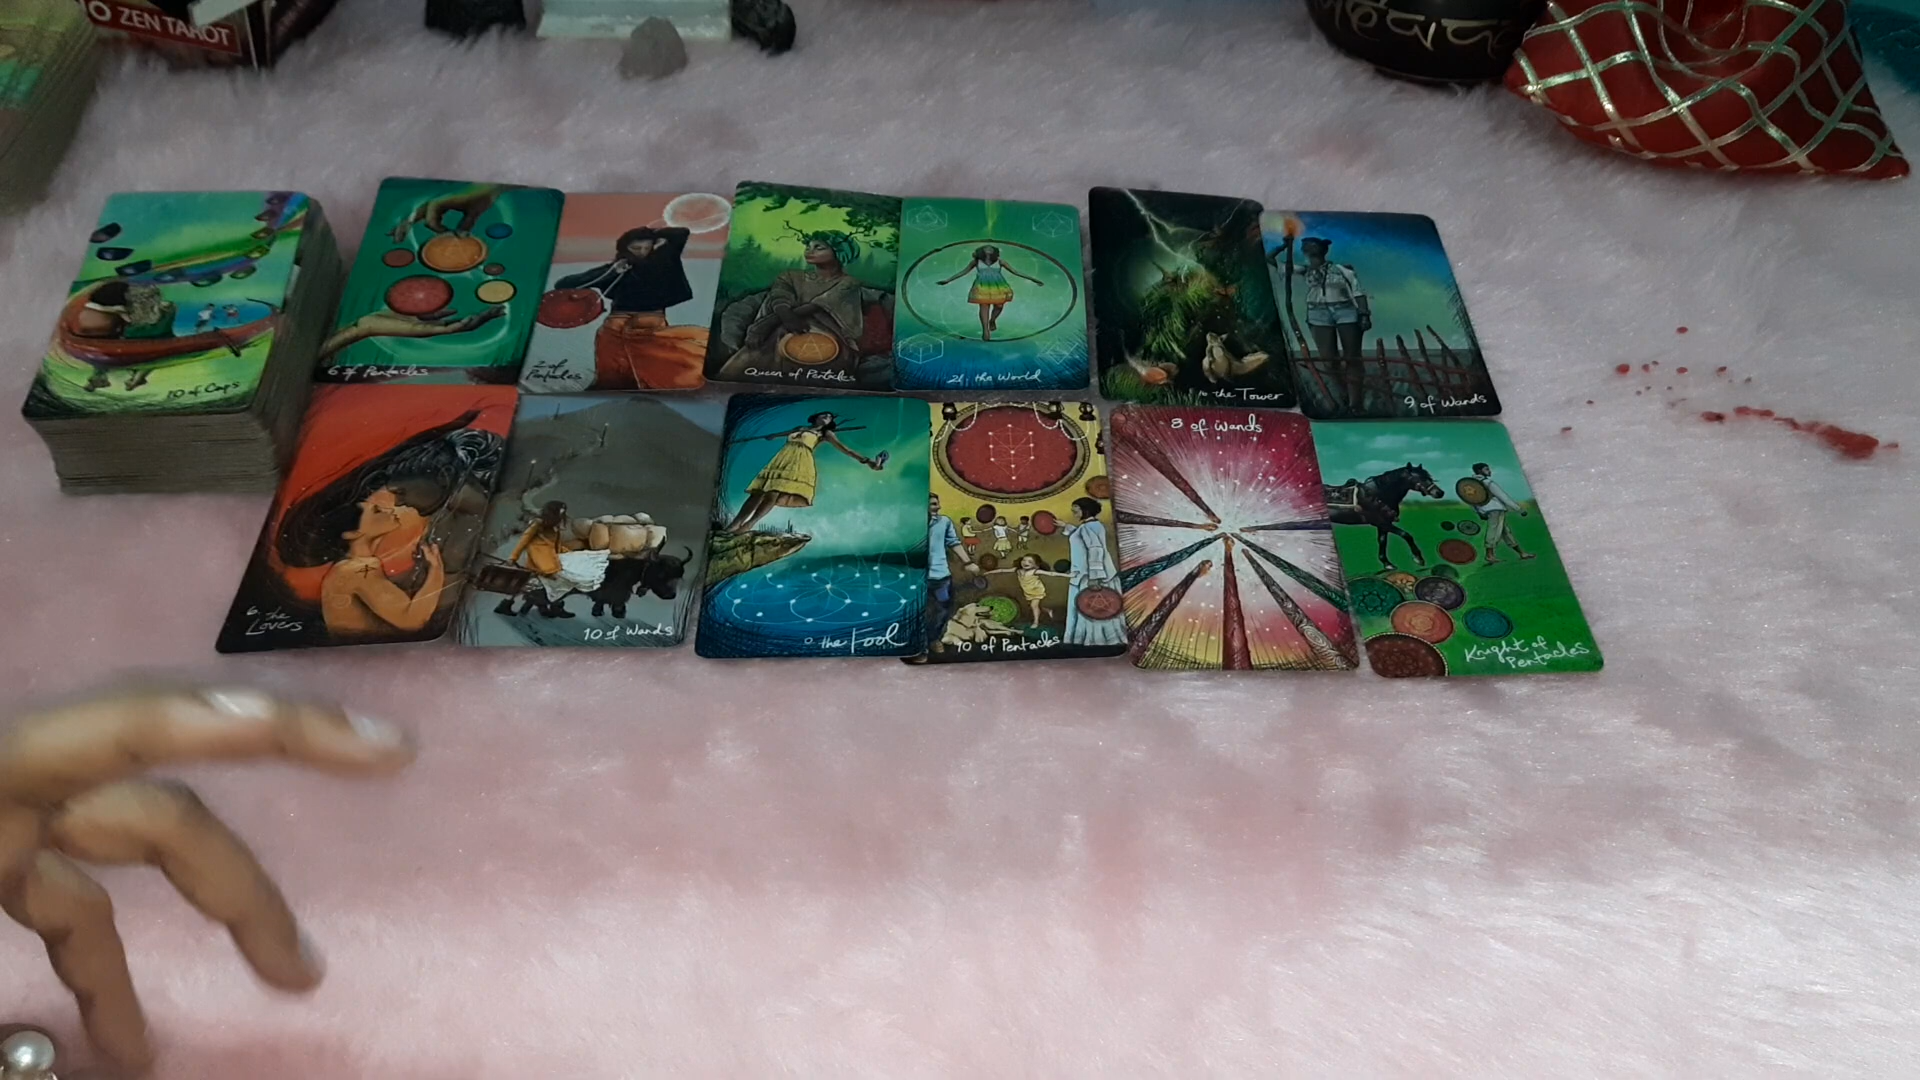 O ZEN TAROT
10 of Cups
6 of Pentacles
2 of
Pentacles
Queen of Pentacles
21, the World
the Tower
9 of Wands
6. the
Lovers
10 of Wands
0 the Fool
10 of Pentacles
8 of Wands
Knight of
Pentacles